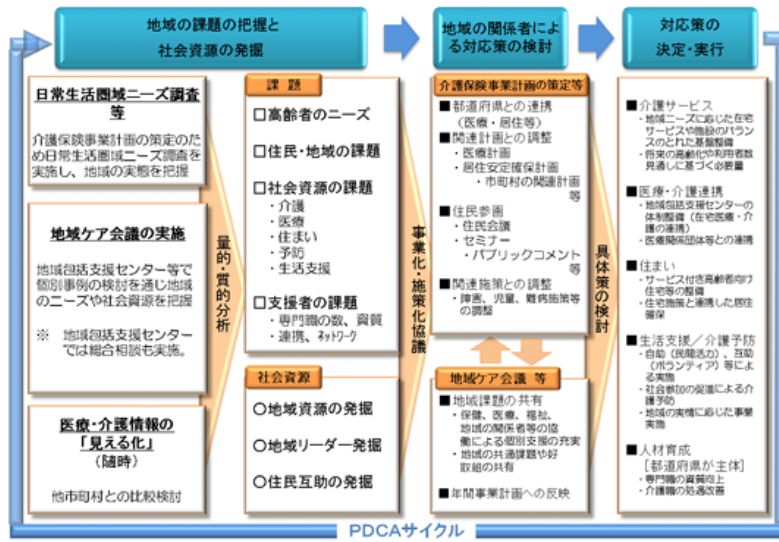 地域の課題の把握と
社会資源の発掘
地域の関係者によ
る対応策の検討
対応策の
決定・実行
日常生活圏域ニーズ調査
等
介護保険事業計画の策定のた
め日常生活圏域ニーズ調査を
実施し、地域の実態を把握
地域ケア会議の実施
地域包括支援センター等で
個別事例の検討を通じ地域
のニーズや社会資源を把握
※ 地域包括支援センター
では総合相談も実施。
医療・介護情報の
「見える化」
(随時)
他市町村との比較検討
量的・質的分析
課題
□高齢者のニーズ
□住民・地域の課題
□社会資源の課題
・介護
・医療
・住まい
・予防
・生活支援
□支援者の課題
・専門職の数、資質
・連携、ネットワーク
社会資源
○地域資源の発掘
○地域リーダー発掘
○住民互助の発掘
事業化・施策化協議
介護保険事業計画の策定等
■都道府県との連携
(医療・居住等)
■関連計画との調整
・医療計画
・居住安定確保計画
・市町村の関連計画
等
■住民参画
・住民会議
・セミナー
・パブリックコメント
等
■関連施策との調整
・障害、児童、難病施策等
の調整
地域ケア会議 等
■地域課題の共有
・保健、医療、福祉、
地域の関係者等の協
働による個別支援の充実
・地域の共通課題や好
取組の共有
■年間事業計画への反映
具体策の検討
■介護サービス
・地域ニーズに応じた在宅
サービスや施設のバランス
のとれた基盤整備
・将来の高齢化や利用者数
見通しに基づく必要量
■医療・介護連携
・地域包括支援センターの
体制整備(在宅医療・介
護の連携)
・医療関係団体等との連携
■住まい
・サービス付き高齢者向け
住宅等の整備
・住宅施策と連携した居住
確保
■生活支援/介護予防
・自助(民間活力)、互助
(ボランティア)等によ
る実施
・社会参加の促進による介
護予防
・地域の実情に応じた事業
実施
■人材育成
[都道府県が主体]
・専門職の資質向上
・介護職の処遇改善
PDCAサイクル